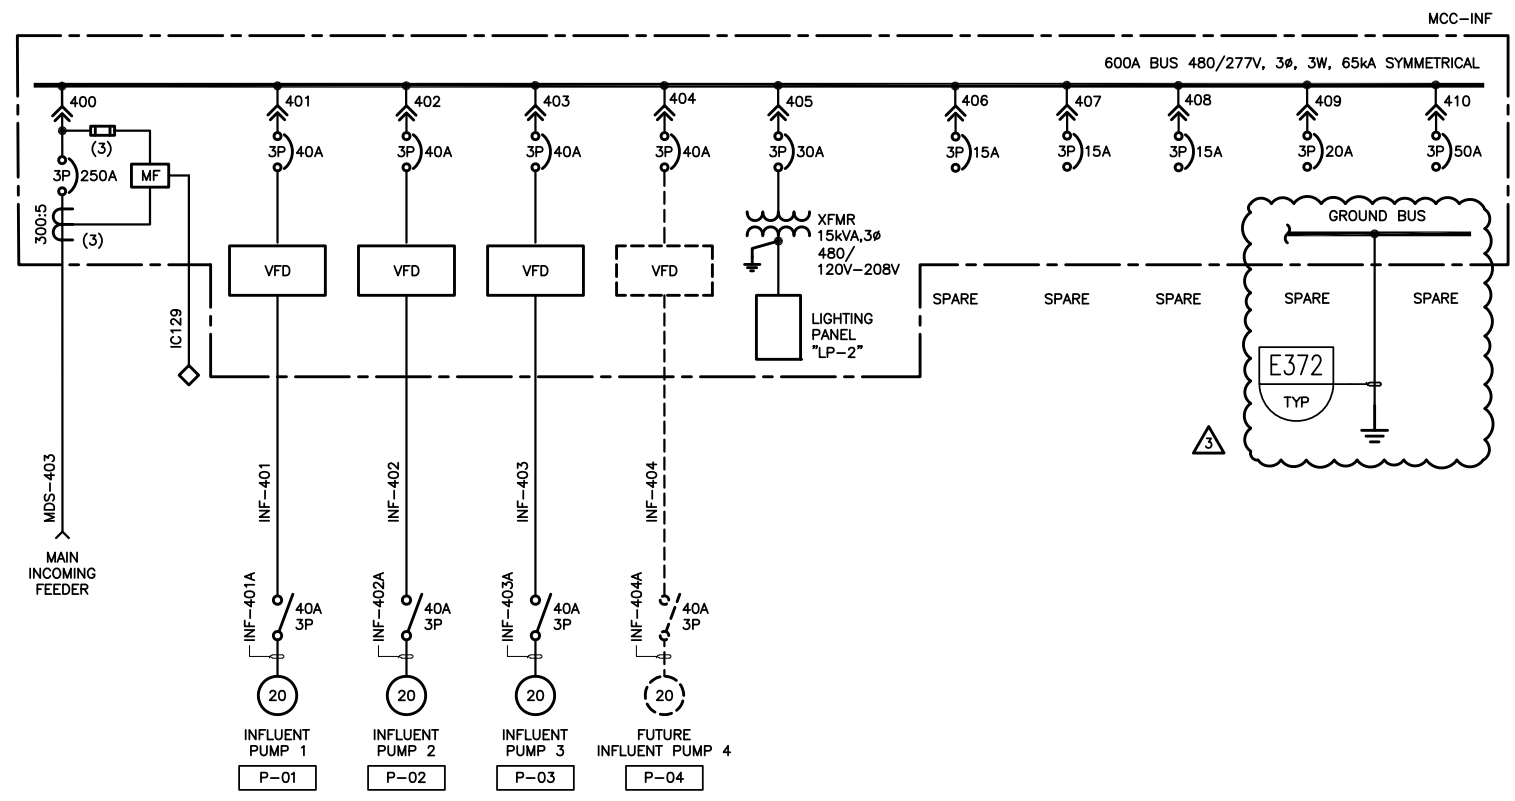 MCC-INF
600A BUS 480/277V, 3ø, 3W, 65kA SYMMETRICAL
400
401
402
403
404
405
406
407
408
409
410
(3)
3P 250A
MF
300:5
(3)
3P 40A
3P 40A
3P 40A
3P 40A
3P 30A
3P 15A
3P 15A
3P 15A
3P 20A
3P 50A
XFMR
15kVA,3ø
480/
120V-208V
GROUND BUS
VFD
VFD
VFD
VFD
SPARE
SPARE
SPARE
SPARE
SPARE
IC129
LIGHTING
PANEL
"LP-2"
E372
TYP
3
MDS-403
INF-401
INF-402
INF-403
INF-404
MAIN
INCOMING
FEEDER
INF-401A
40A
3P
INF-402A
40A
3P
INF-403A
40A
3P
INF-404A
40A
3P
20
20
20
20
INFLUENT
PUMP 1
INFLUENT
PUMP 2
INFLUENT
PUMP 3
FUTURE
INFLUENT PUMP 4
P-01
P-02
P-03
P-04